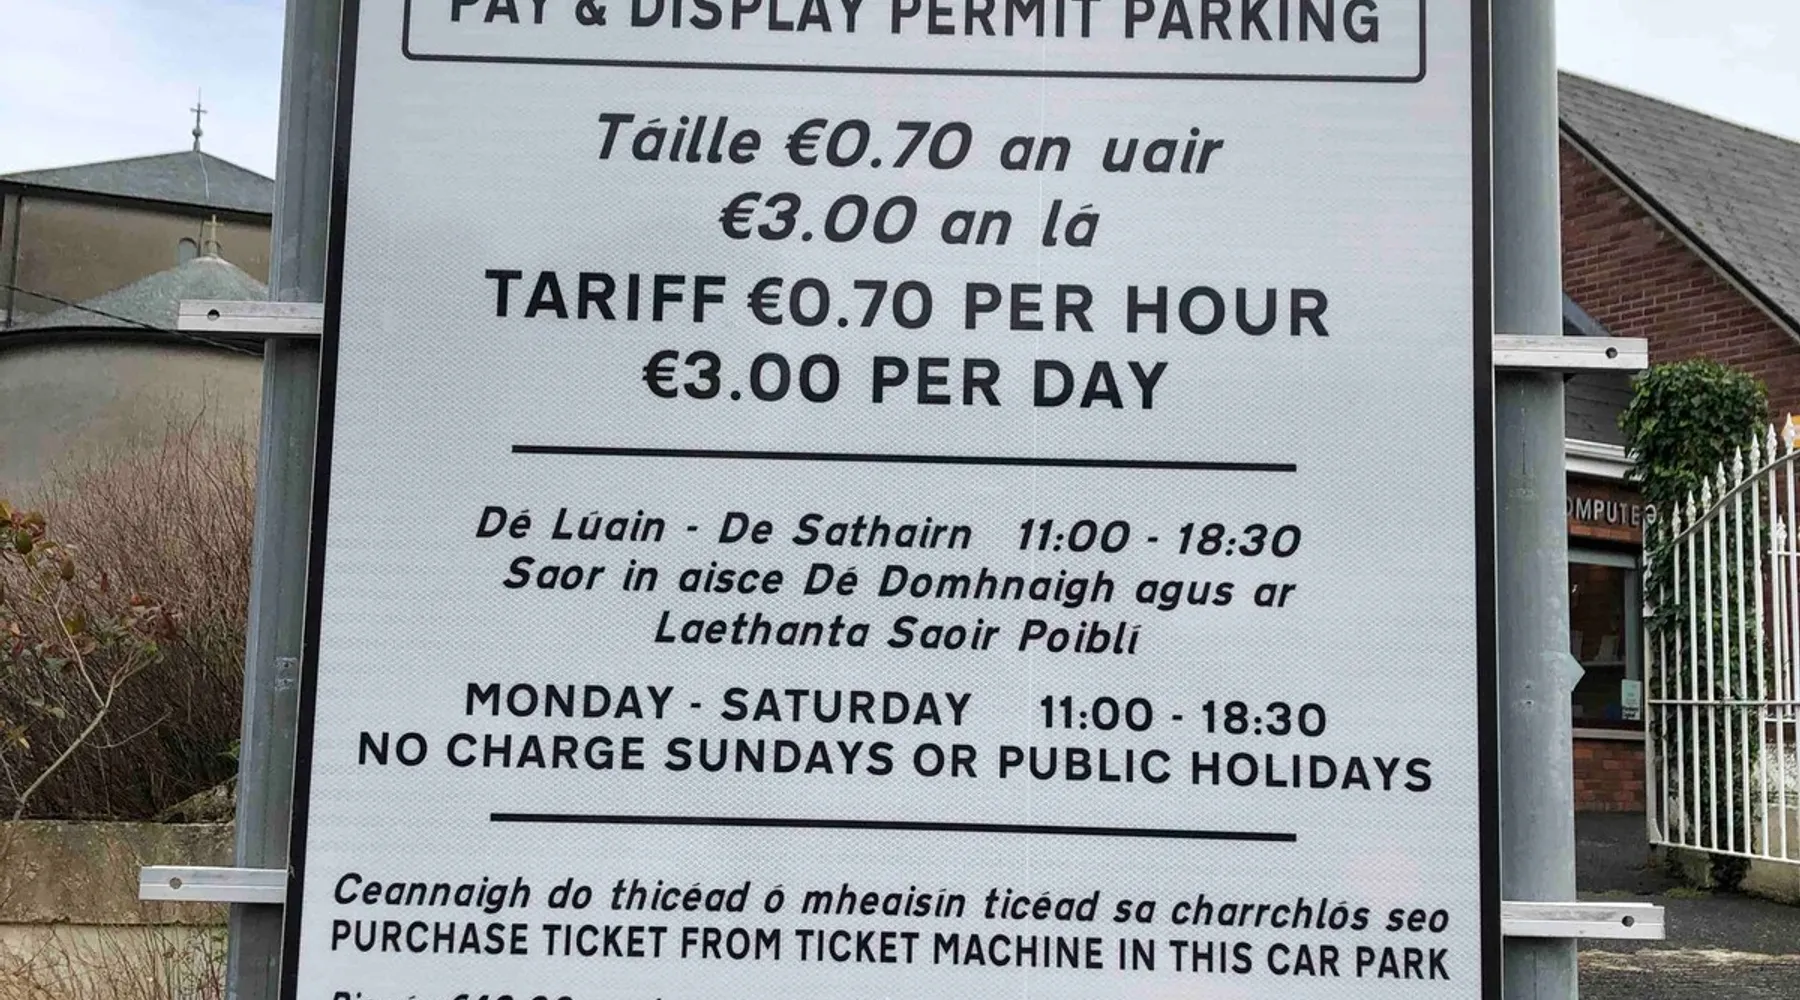 PAY & DISPLAY PERMIT PARKING
Táille €0.70 an uair
€3.00 an lá
TARIFF €0.70 PER HOUR
€3.00 PER DAY
Dé Lúain - De Sathairn 11:00 - 18:30
Saor in aisce Dé Domhnaigh agus ar
Laethanta Saoir Poiblí
MONDAY - SATURDAY 11:00 - 18:30
NO CHARGE SUNDAYS OR PUBLIC HOLIDAYS
Ceannaigh do thicéad ó mheaisín ticéad sa charrchlós seo
PURCHASE TICKET FROM TICKET MACHINE IN THIS CAR PARK